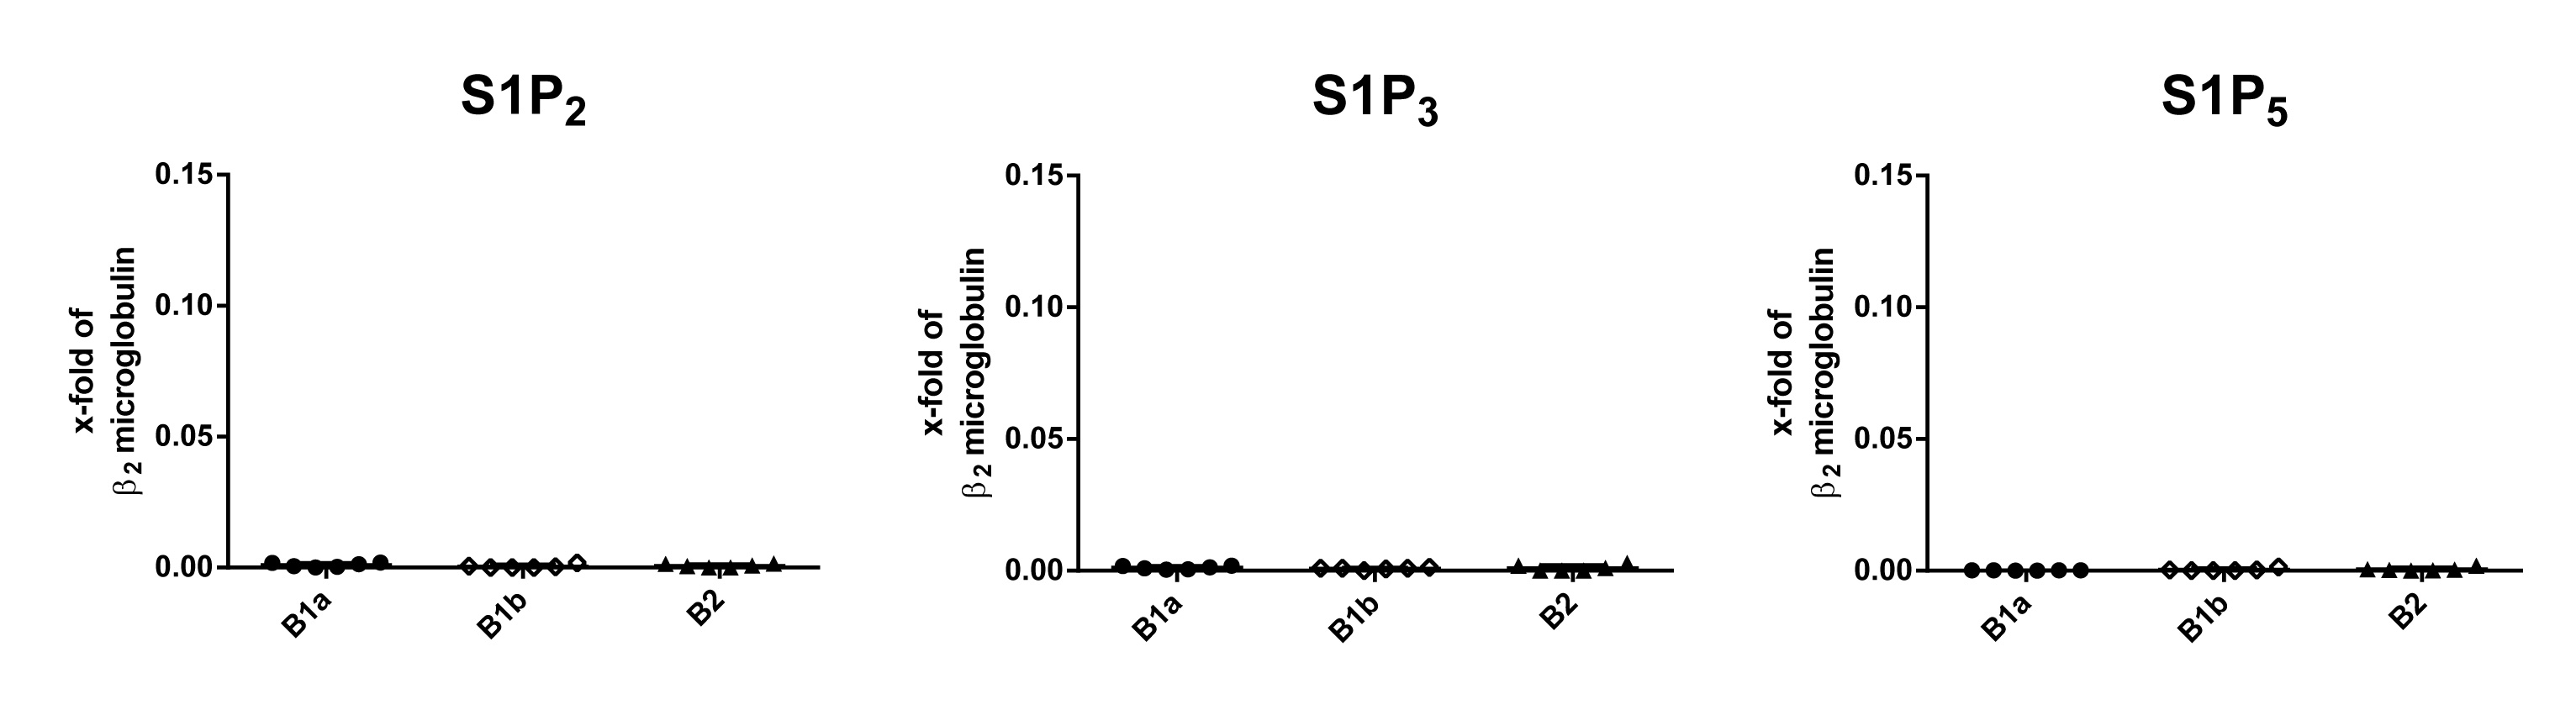 S1P2
0.15
0.10
0.05
0.00
x-fold of
β2 microglobulin
B1a
B1b
B2
S1P3
0.15
0.10
0.05
0.00
x-fold of
β2 microglobulin
B1a
B1b
B2
S1P5
0.15
0.10
0.05
0.00
x-fold of
β2 microglobulin
B1a
B1b
B2